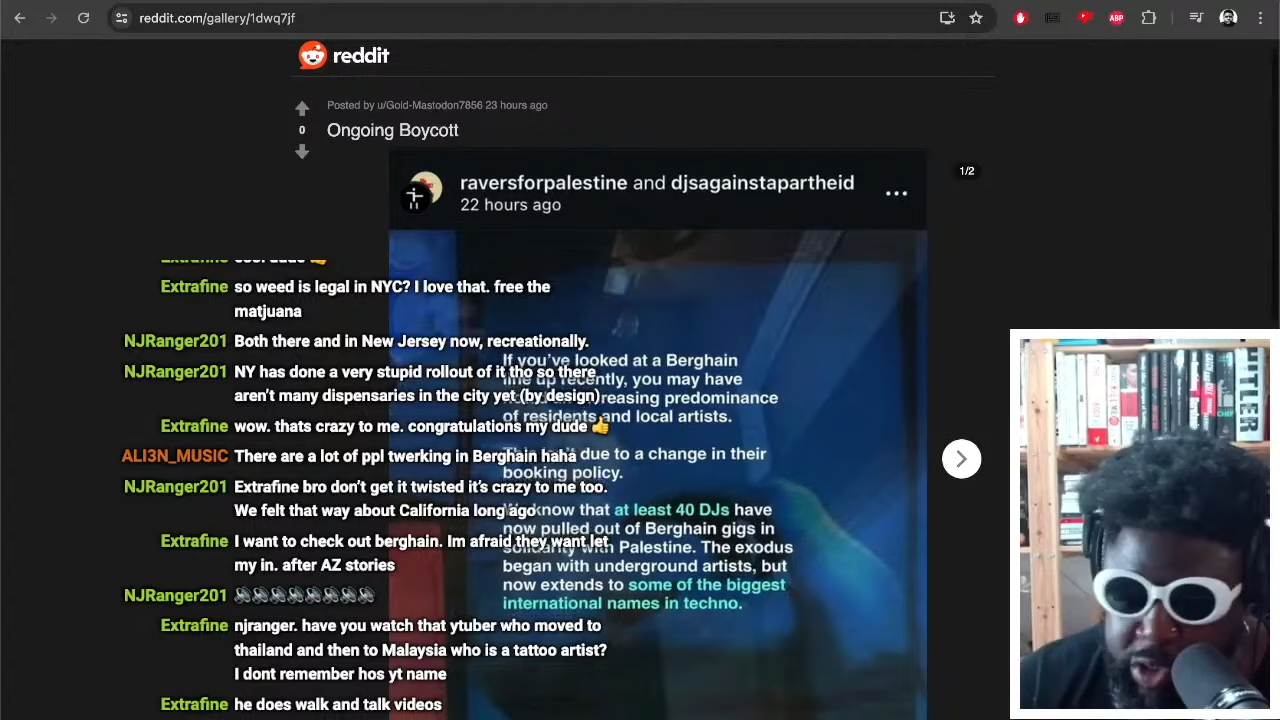 reddit.com/gallery/1dwq7jf
ABP
reddit
Posted by u/Gold-Mastodon7856 23 hours ago
0
Ongoing Boycott
raversforpalestine and djsagainstapartheid
22 hours ago
1/2
Extrafine
Extrafine so weed is legal in NYC? I love that. free the
matjuana
NJRanger201 Both there and in New Jersey now, recreationally.
NJRanger201 NY has done a very stupid rollout of it tho so there
aren't many dispensaries in the city yet (by design)
Extrafine wow. thats crazy to me. congratulations my dude 👍
ALI3N_MUSIC There are a lot of ppl twerking in Berghain haha
NJRanger201 Extrafine bro don't get it twisted it's crazy to me too.
We felt that way about California long ago
Extrafine I want to check out berghain. Im afraid they want let
my in. after AZ stories
NJRanger201 🔊🔊🔊🔊🔊🔊🔊🔊
Extrafine njranger. have you watch that ytuber who moved to
thailand and then to Malaysia who is a tattoo artist?
I dont remember hos yt name
Extrafine he does walk and talk videos
If you've looked at a Berghain
line up recently, you may have
reasing predominance
of residents and local artists.
due to a change in their
booking policy.
know that at least 40 DJs have
now pulled out of Berghain gigs in
with Palestine. The exodus
began with underground artists, but
now extends to some of the biggest
international names in techno.
HITLER